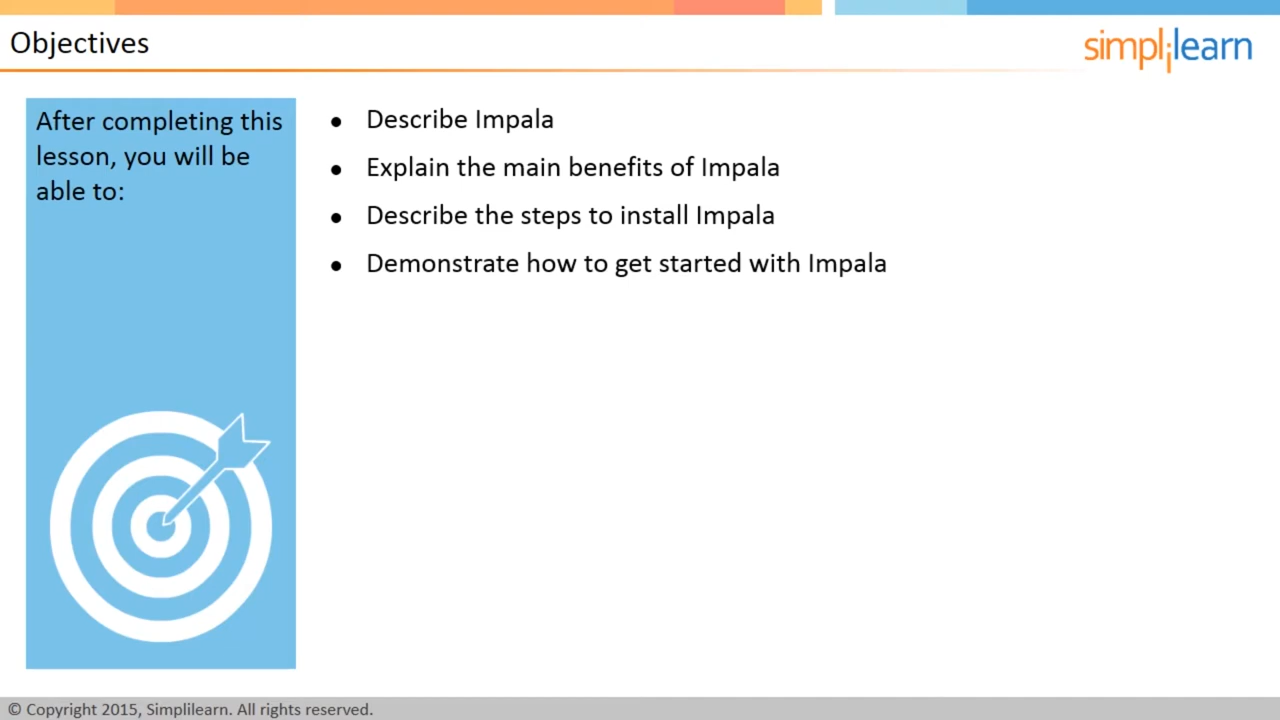 Objectives
simplilearn
After completing this
lesson, you will be
able to:
● Describe Impala
● Explain the main benefits of Impala
● Describe the steps to install Impala
● Demonstrate how to get started with Impala
© Copyright 2015, Simplilearn. All rights reserved.